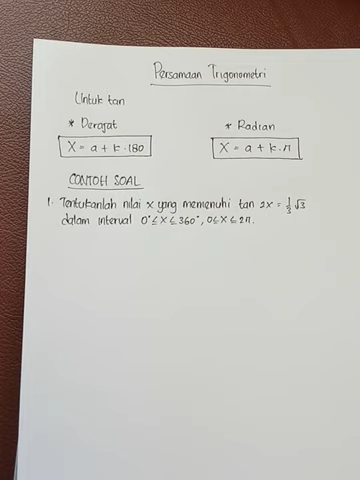 Persamaan Trigonometri
Untuk tan
* Derajat
X = a + k . 180
* Radian
X = a + k . π
CONTOH SOAL
1. Tentukanlah nilai x yang memenuhi tan 2x = 1/3 √3
dalam interval 0° ≤ x ≤ 360°, 0 ≤ x ≤ 2π.